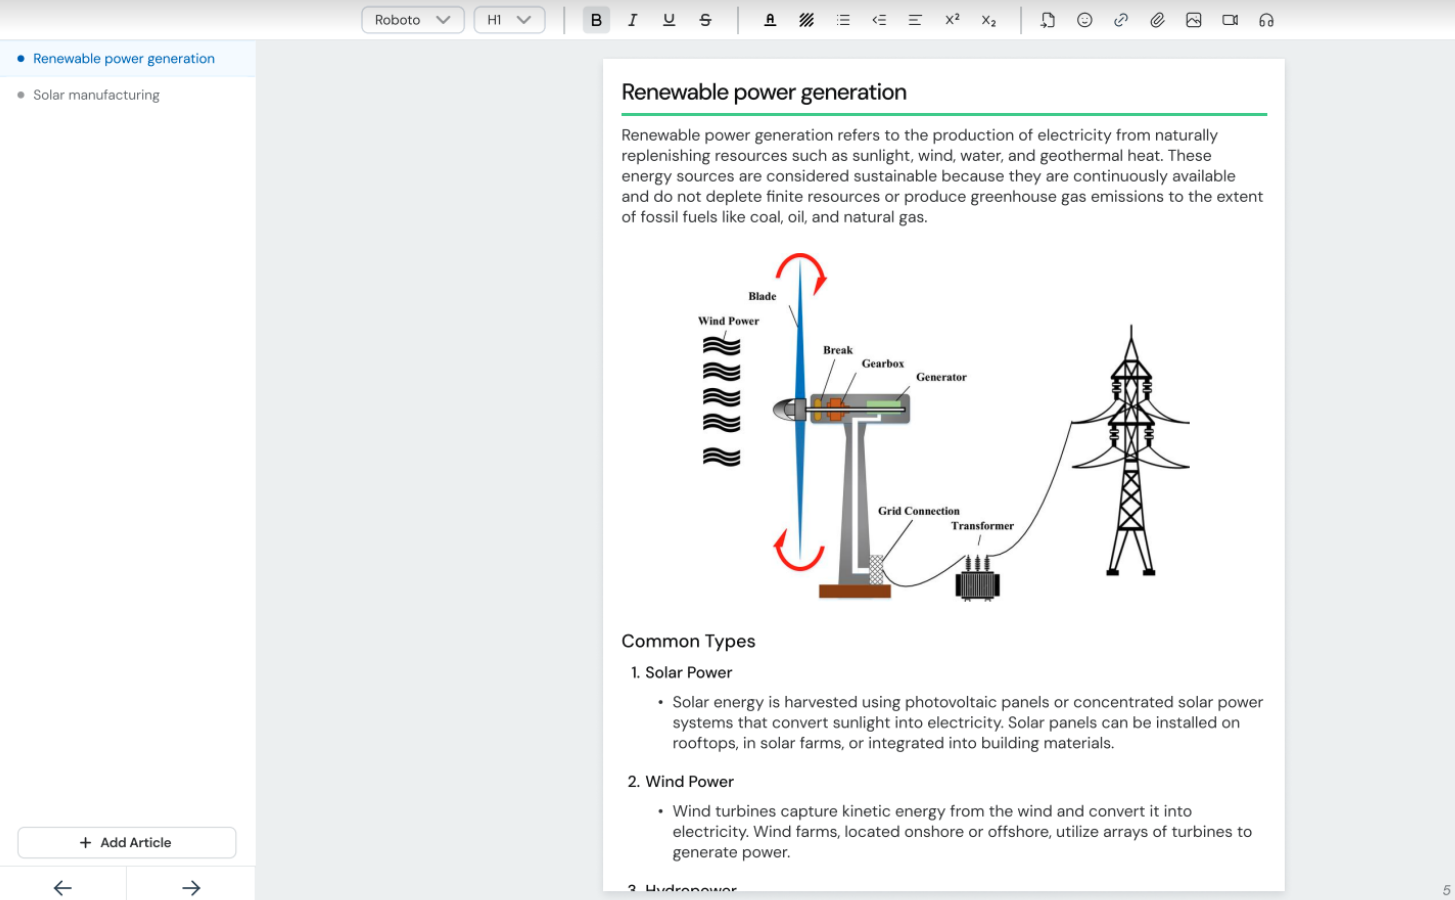 Roboto
H1
B I U S A X² X₂
Renewable power generation
Solar manufacturing
Renewable power generation
Renewable power generation refers to the production of electricity from naturally
replenishing resources such as sunlight, wind, water, and geothermal heat. These
energy sources are considered sustainable because they are continuously available
and do not deplete finite resources or produce greenhouse gas emissions to the extent
of fossil fuels like coal, oil, and natural gas.
Blade
Wind Power
Break
Gearbox
Generator
Grid Connection
Transformer
Common Types
1. Solar Power
• Solar energy is harvested using photovoltaic panels or concentrated solar power
systems that convert sunlight into electricity. Solar panels can be installed on
rooftops, in solar farms, or integrated into building materials.
2. Wind Power
• Wind turbines capture kinetic energy from the wind and convert it into
electricity. Wind farms, located onshore or offshore, utilize arrays of turbines to
generate power.
3. Hydropower
+ Add Article
5